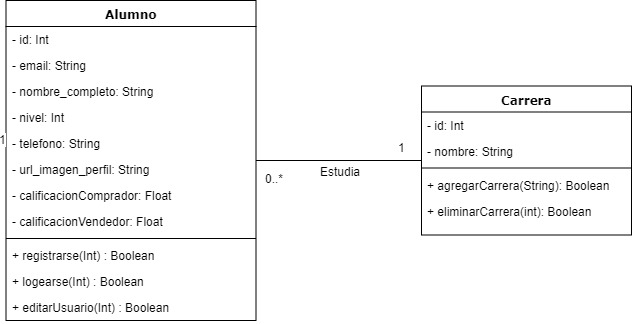 Alumno
- id: Int
- email: String
- nombre_completo: String
- nivel: Int
- telefono: String
- url_imagen_perfil: String
- calificacionComprador: Float
- calificacionVendedor: Float
+ registrarse(Int) : Boolean
+ logearse(Int) : Boolean
+ editarUsuario(Int) : Boolean
1
0..*
Estudia
1
Carrera
- id: Int
- nombre: String
+ agregarCarrera(String): Boolean
+ eliminarCarrera(int): Boolean